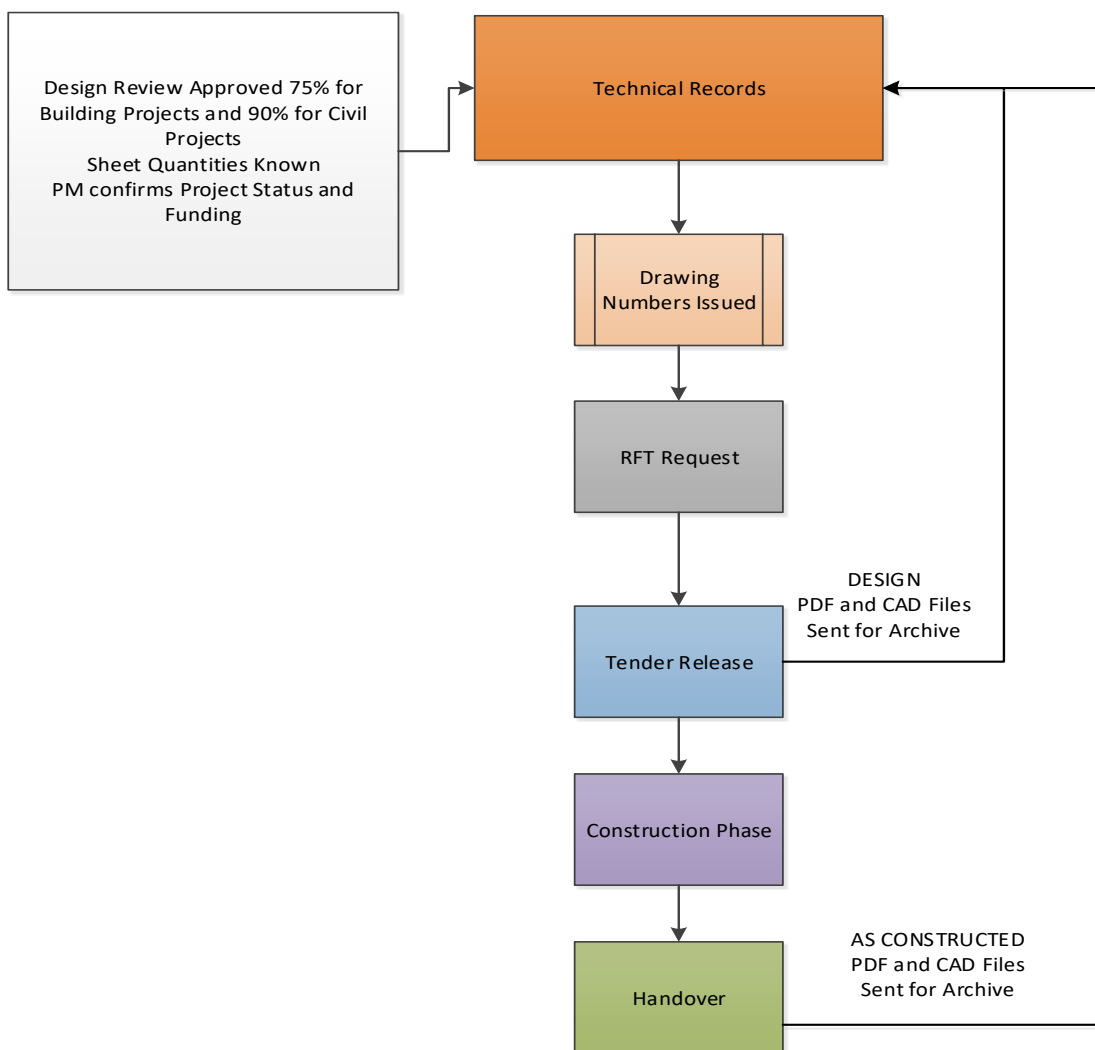 Design Review Approved 75% for
Building Projects and 90% for Civil
Projects
Sheet Quantities Known
PM confirms Project Status and
Funding
Technical Records
Drawing
Numbers Issued
RFT Request
DESIGN
PDF and CAD Files
Sent for Archive
Tender Release
Construction Phase
AS CONSTRUCTED
PDF and CAD Files
Sent for Archive
Handover